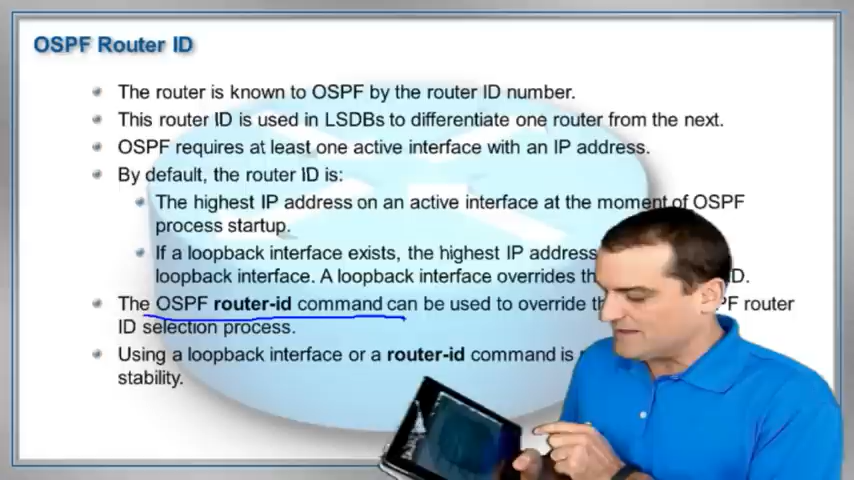 OSPF Router ID
The router is known to OSPF by the router ID number.
This router ID is used in LSDBs to differentiate one router from the next.
OSPF requires at least one active interface with an IP address.
By default, the router ID is:
The highest IP address on an active interface at the moment of OSPF
process startup.
If a loopback interface exists, the highest IP address
loopback interface. A loopback interface overrides
The OSPF router-id command can be used to override router
ID selection process.
Using a loopback interface or a router-id command is
stability.